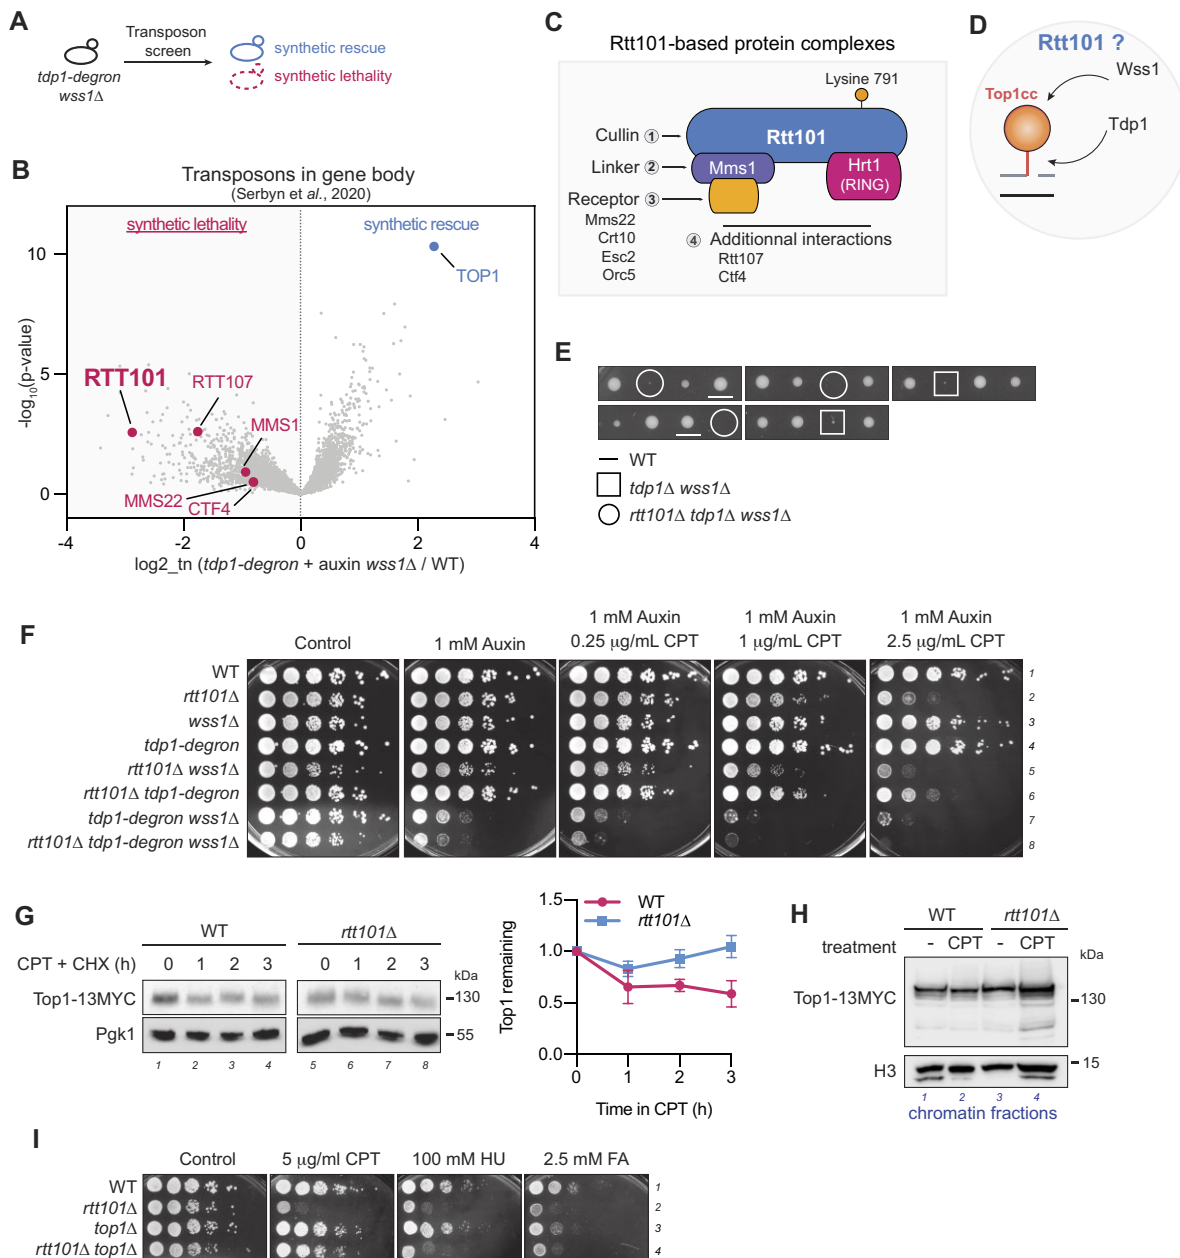 A
Transposon
screen
tdp1-degron
wss1Δ
synthetic rescue
synthetic lethality
B
Transposons in gene body
(Serbyn et al., 2020)
synthetic lethality
synthetic rescue
TOP1
RTT101
RTT107
MMS1
MMS22
CTF4
-log10(p-value)
10
5
0
-4
-2
0
2
4
log2_tn (tdp1-degron + auxin wss1Δ / WT)
C
Rtt101-based protein complexes
Lysine 791
Cullin 1
Rtt101
Linker 2
Mms1
Hrt1
(RING)
Receptor 3
Mms22
Crt10
Esc2
Orc5
4 Additionnal interactions
Rtt107
Ctf4
D
Rtt101 ?
Wss1
Top1cc
Tdp1
E
WT
tdp1Δ wss1Δ
rtt101Δ tdp1Δ wss1Δ
F
Control
1 mM Auxin
1 mM Auxin
0.25 μg/mL CPT
1 mM Auxin
1 μg/mL CPT
1 mM Auxin
2.5 μg/mL CPT
WT 1
rtt101Δ 2
wss1Δ 3
tdp1-degron 4
rtt101Δ wss1Δ 5
rtt101Δ tdp1-degron 6
tdp1-degron wss1Δ 7
rtt101Δ tdp1-degron wss1Δ 8
G
WT
rtt101Δ
CPT + CHX (h) 0 1 2 3 0 1 2 3 kDa
Top1-13MYC 130
Pgk1 55
1 2 3 4 5 6 7 8
WT
rtt101Δ
Top1 remaining
1.5
1.0
0.5
0.0
0 1 2 3
Time in CPT (h)
H
WT rtt101Δ
treatment - CPT - CPT kDa
Top1-13MYC 130
H3 15
1 2 3 4
chromatin fractions
I
Control 5 μg/ml CPT 100 mM HU 2.5 mM FA
WT 1
rtt101Δ 2
top1Δ 3
rtt101Δ top1Δ 4